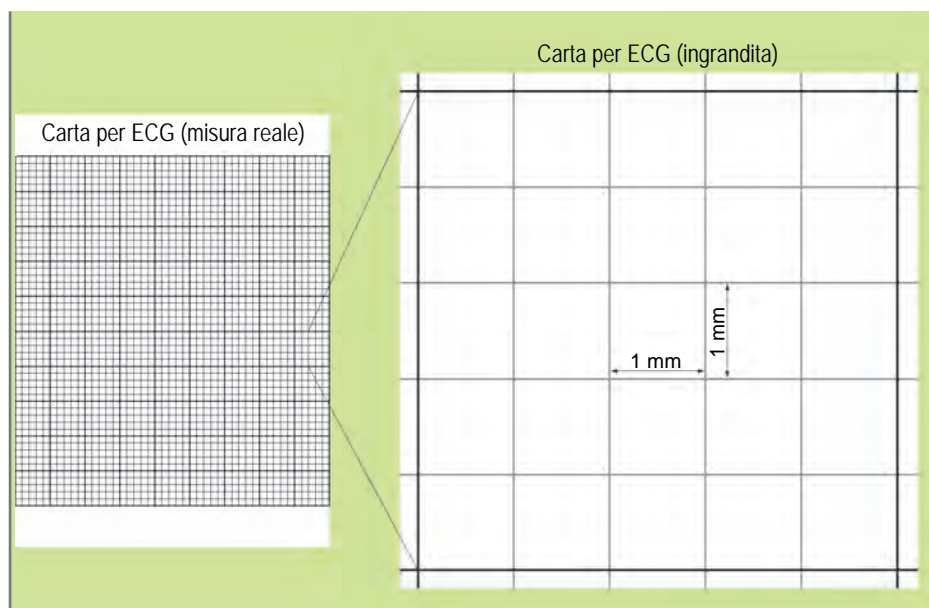 Carta per ECG (ingrandita)
Carta per ECG (misura reale)
1 mm
1 mm